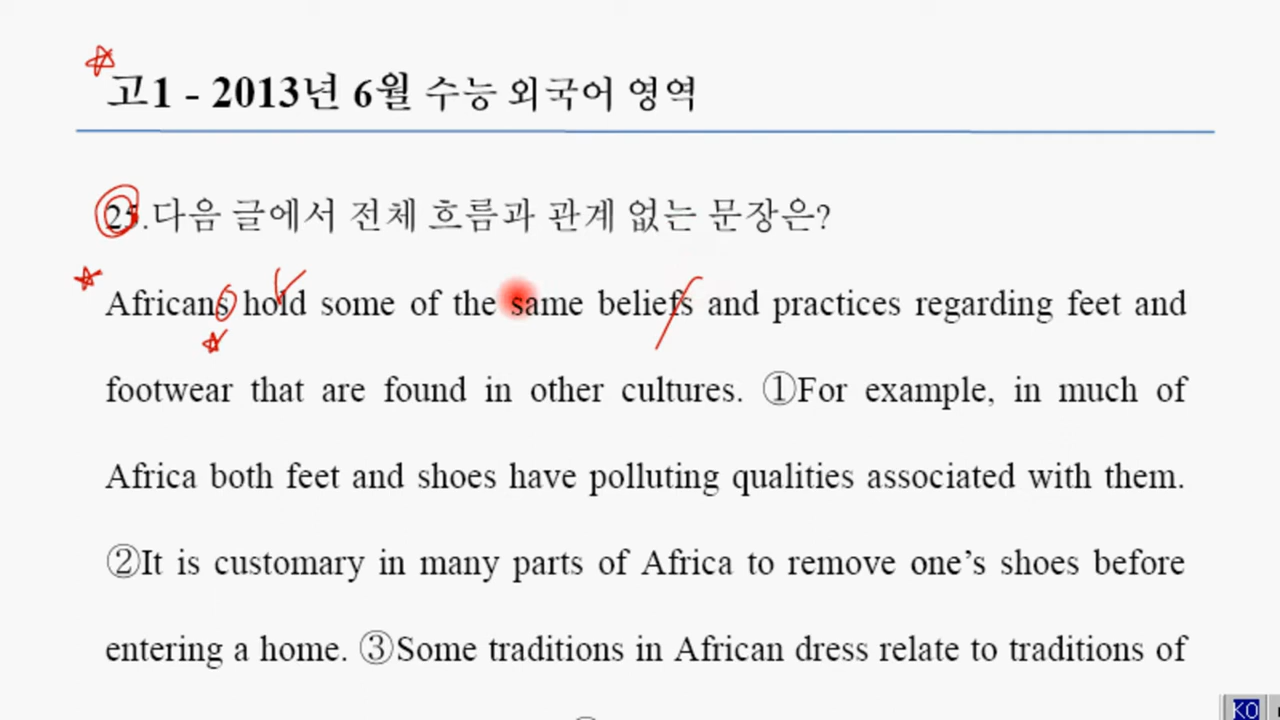 고1 - 2013년 6월 수능 외국어 영역
25.다음 글에서 전체 흐름과 관계 없는 문장은?
Africans hold some of the same beliefs and practices regarding feet and
footwear that are found in other cultures. ①For example, in much of
Africa both feet and shoes have polluting qualities associated with them.
②It is customary in many parts of Africa to remove one’s shoes before
entering a home. ③Some traditions in African dress relate to traditions of
KO